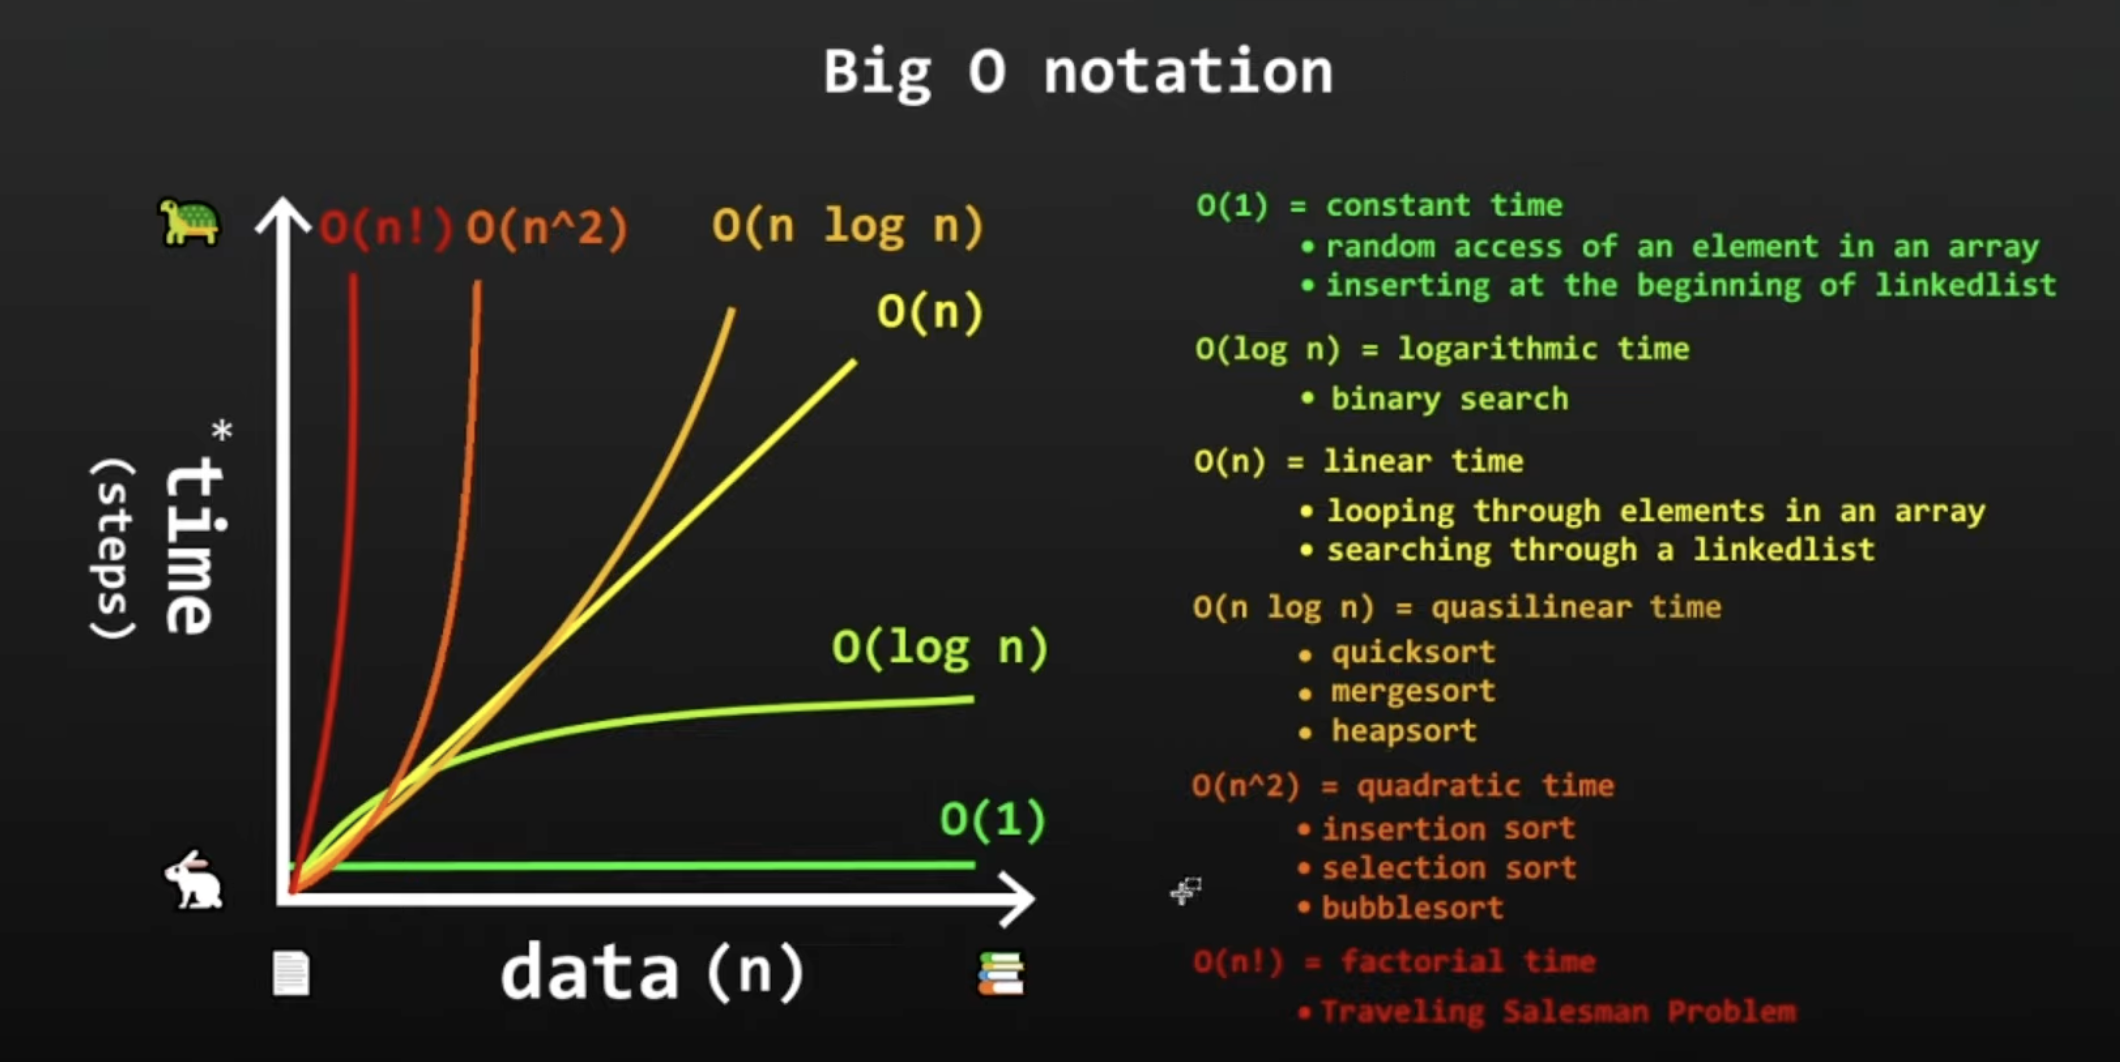 Big O notation
O(n!) O(n^2) O(n log n)
O(n)
O(log n)
O(1)
*
time
(steps)
data (n)
O(1) = constant time
• random access of an element in an array
• inserting at the beginning of linkedlist
O(log n) = logarithmic time
• binary search
O(n) = linear time
• looping through elements in an array
• searching through a linkedlist
O(n log n) = quasilinear time
• quicksort
• mergesort
• heapsort
O(n^2) = quadratic time
• insertion sort
• selection sort
• bubblesort
O(n!) = factorial time
• Traveling Salesman Problem